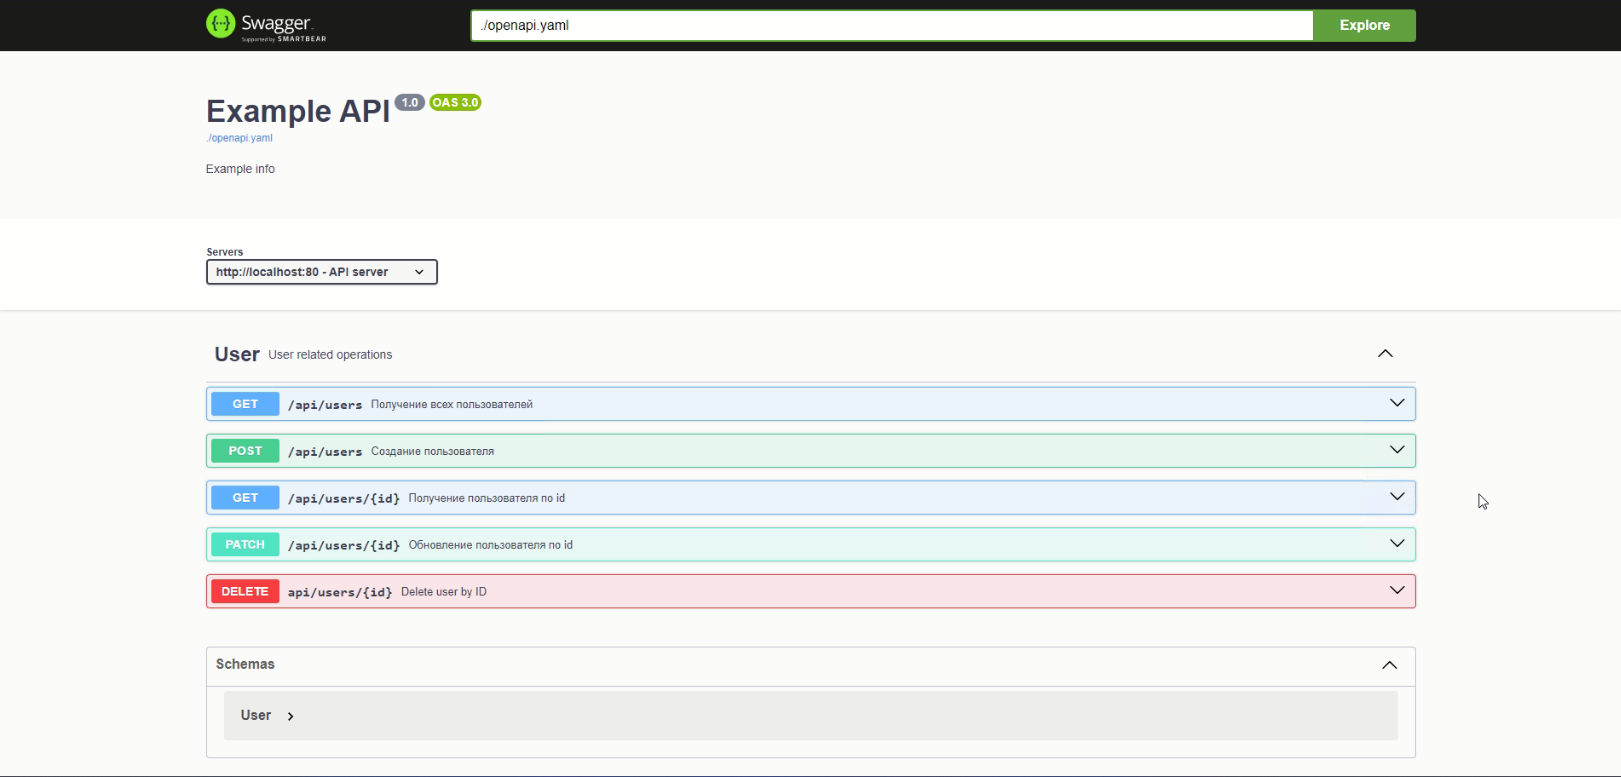 Swagger.
Supported by SMARTBEAR
./openapi.yaml
Explore
Example API 1.0 OAS 3.0
./openapi.yaml
Example info
Servers
http://localhost:80 - API server
User User related operations
GET /api/users Получение всех пользователей
POST /api/users Создание пользователя
GET /api/users/{id} Получение пользователя по id
PATCH /api/users/{id} Обновление пользователя по id
DELETE api/users/{id} Delete user by ID
Schemas
User